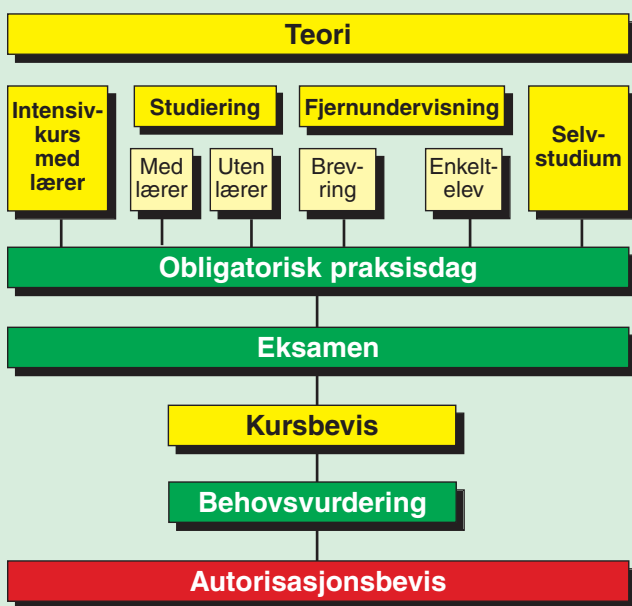 Teori
Intensiv-
kurs
med
lærer
Studiering
Fjernundervisning
Selv-
studium
Med
lærer
Uten
lærer
Brev-
ring
Enkelt-
elev
Obligatorisk praksisdag
Eksamen
Kursbevis
Behovsvurdering
Autorisasjonsbevis